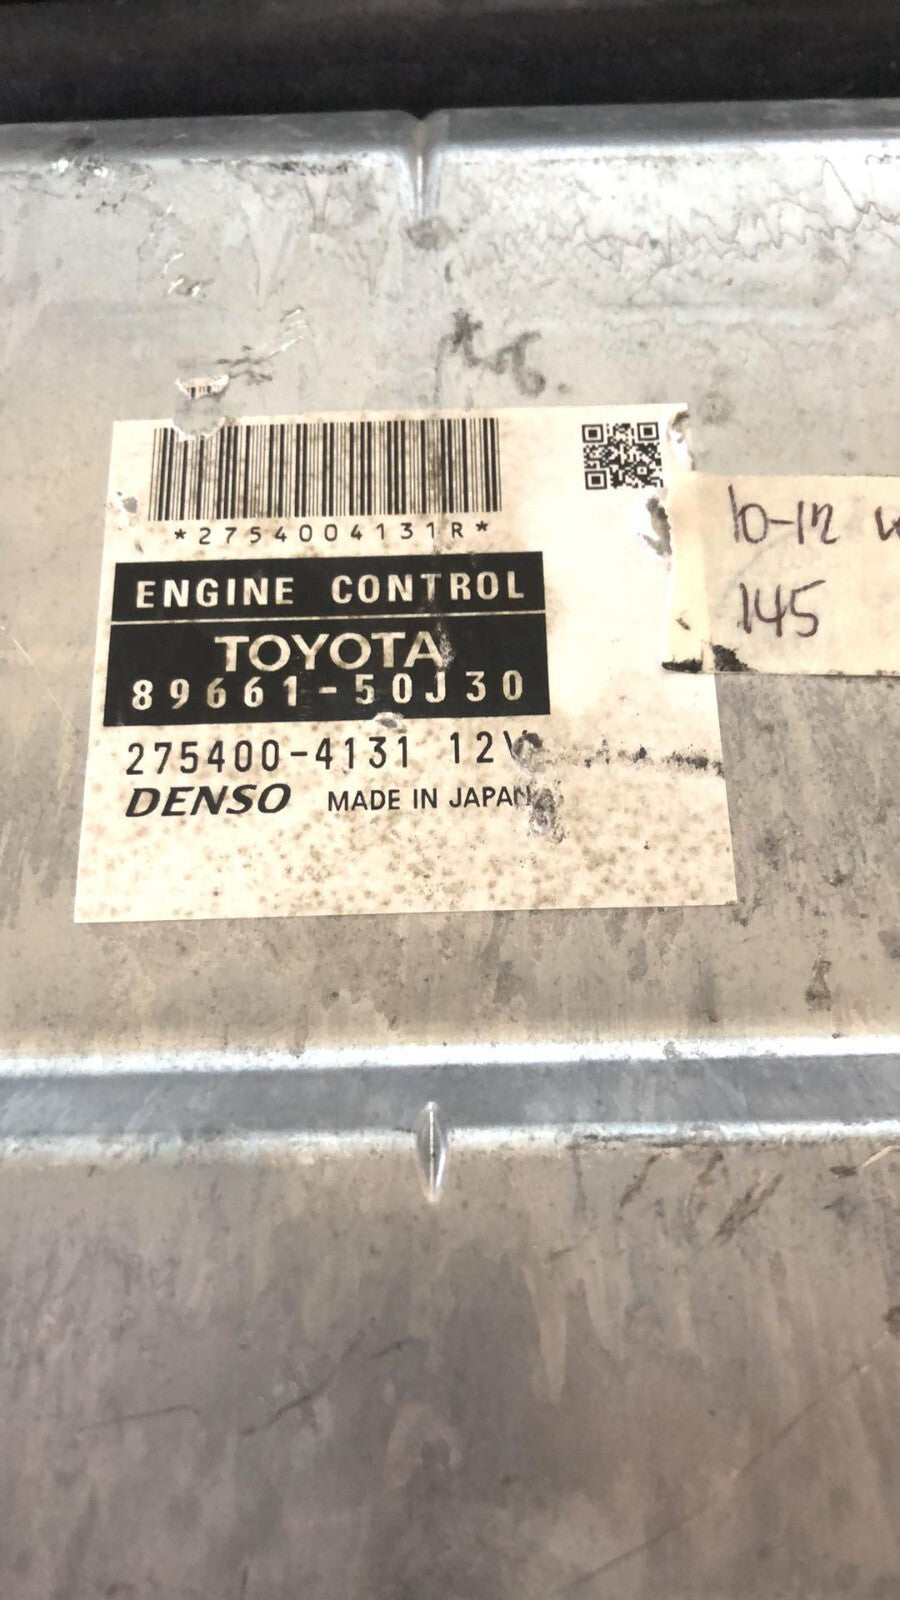 *2754004131R*
ENGINE CONTROL
TOYOTA
89661-50J30
275400-4131 12V
DENSO MADE IN JAPAN
10-12
145